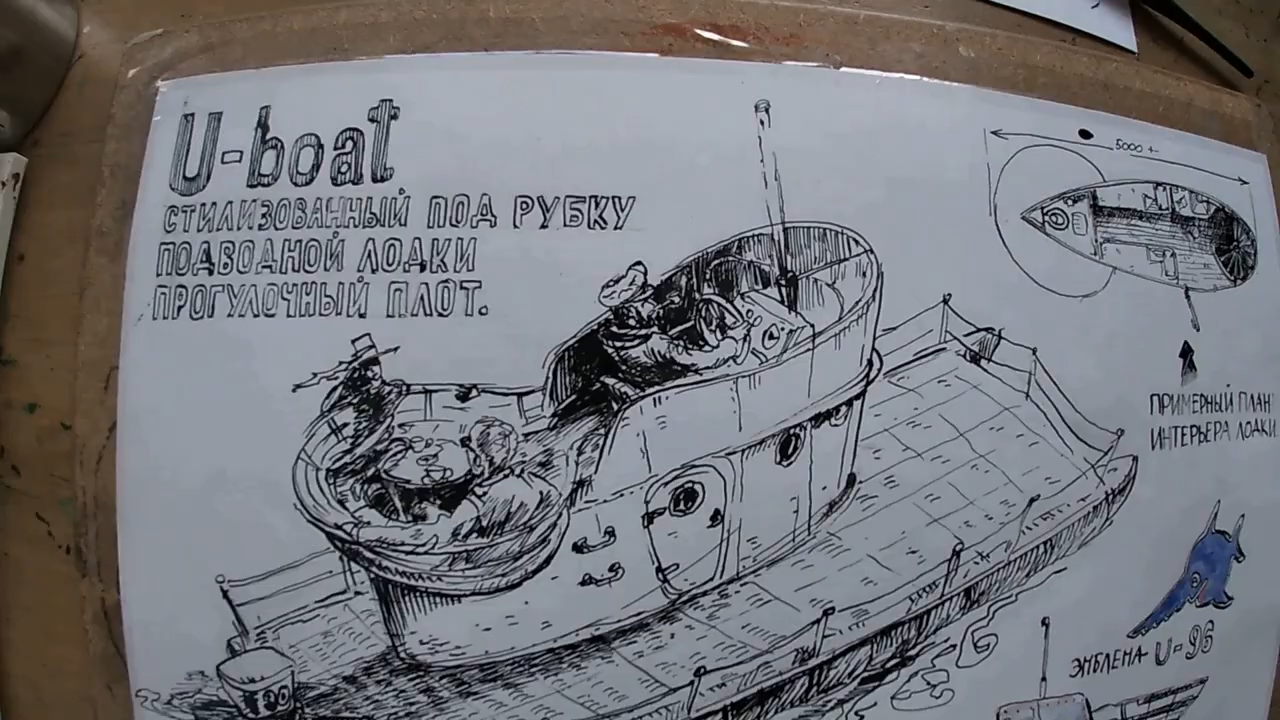 U-boat
СТИЛИЗОВАННЫЙ ПОД РУБКУ
ПОДВОДНОЙ ЛОДКИ
ПРОГУЛОЧНЫЙ ПЛОТ.
5000 +-
ПРИМЕРНЫЙ ПЛАН
ИНТЕРЬЕРА ЛОДКИ
ЭМБЛЕМА U-96